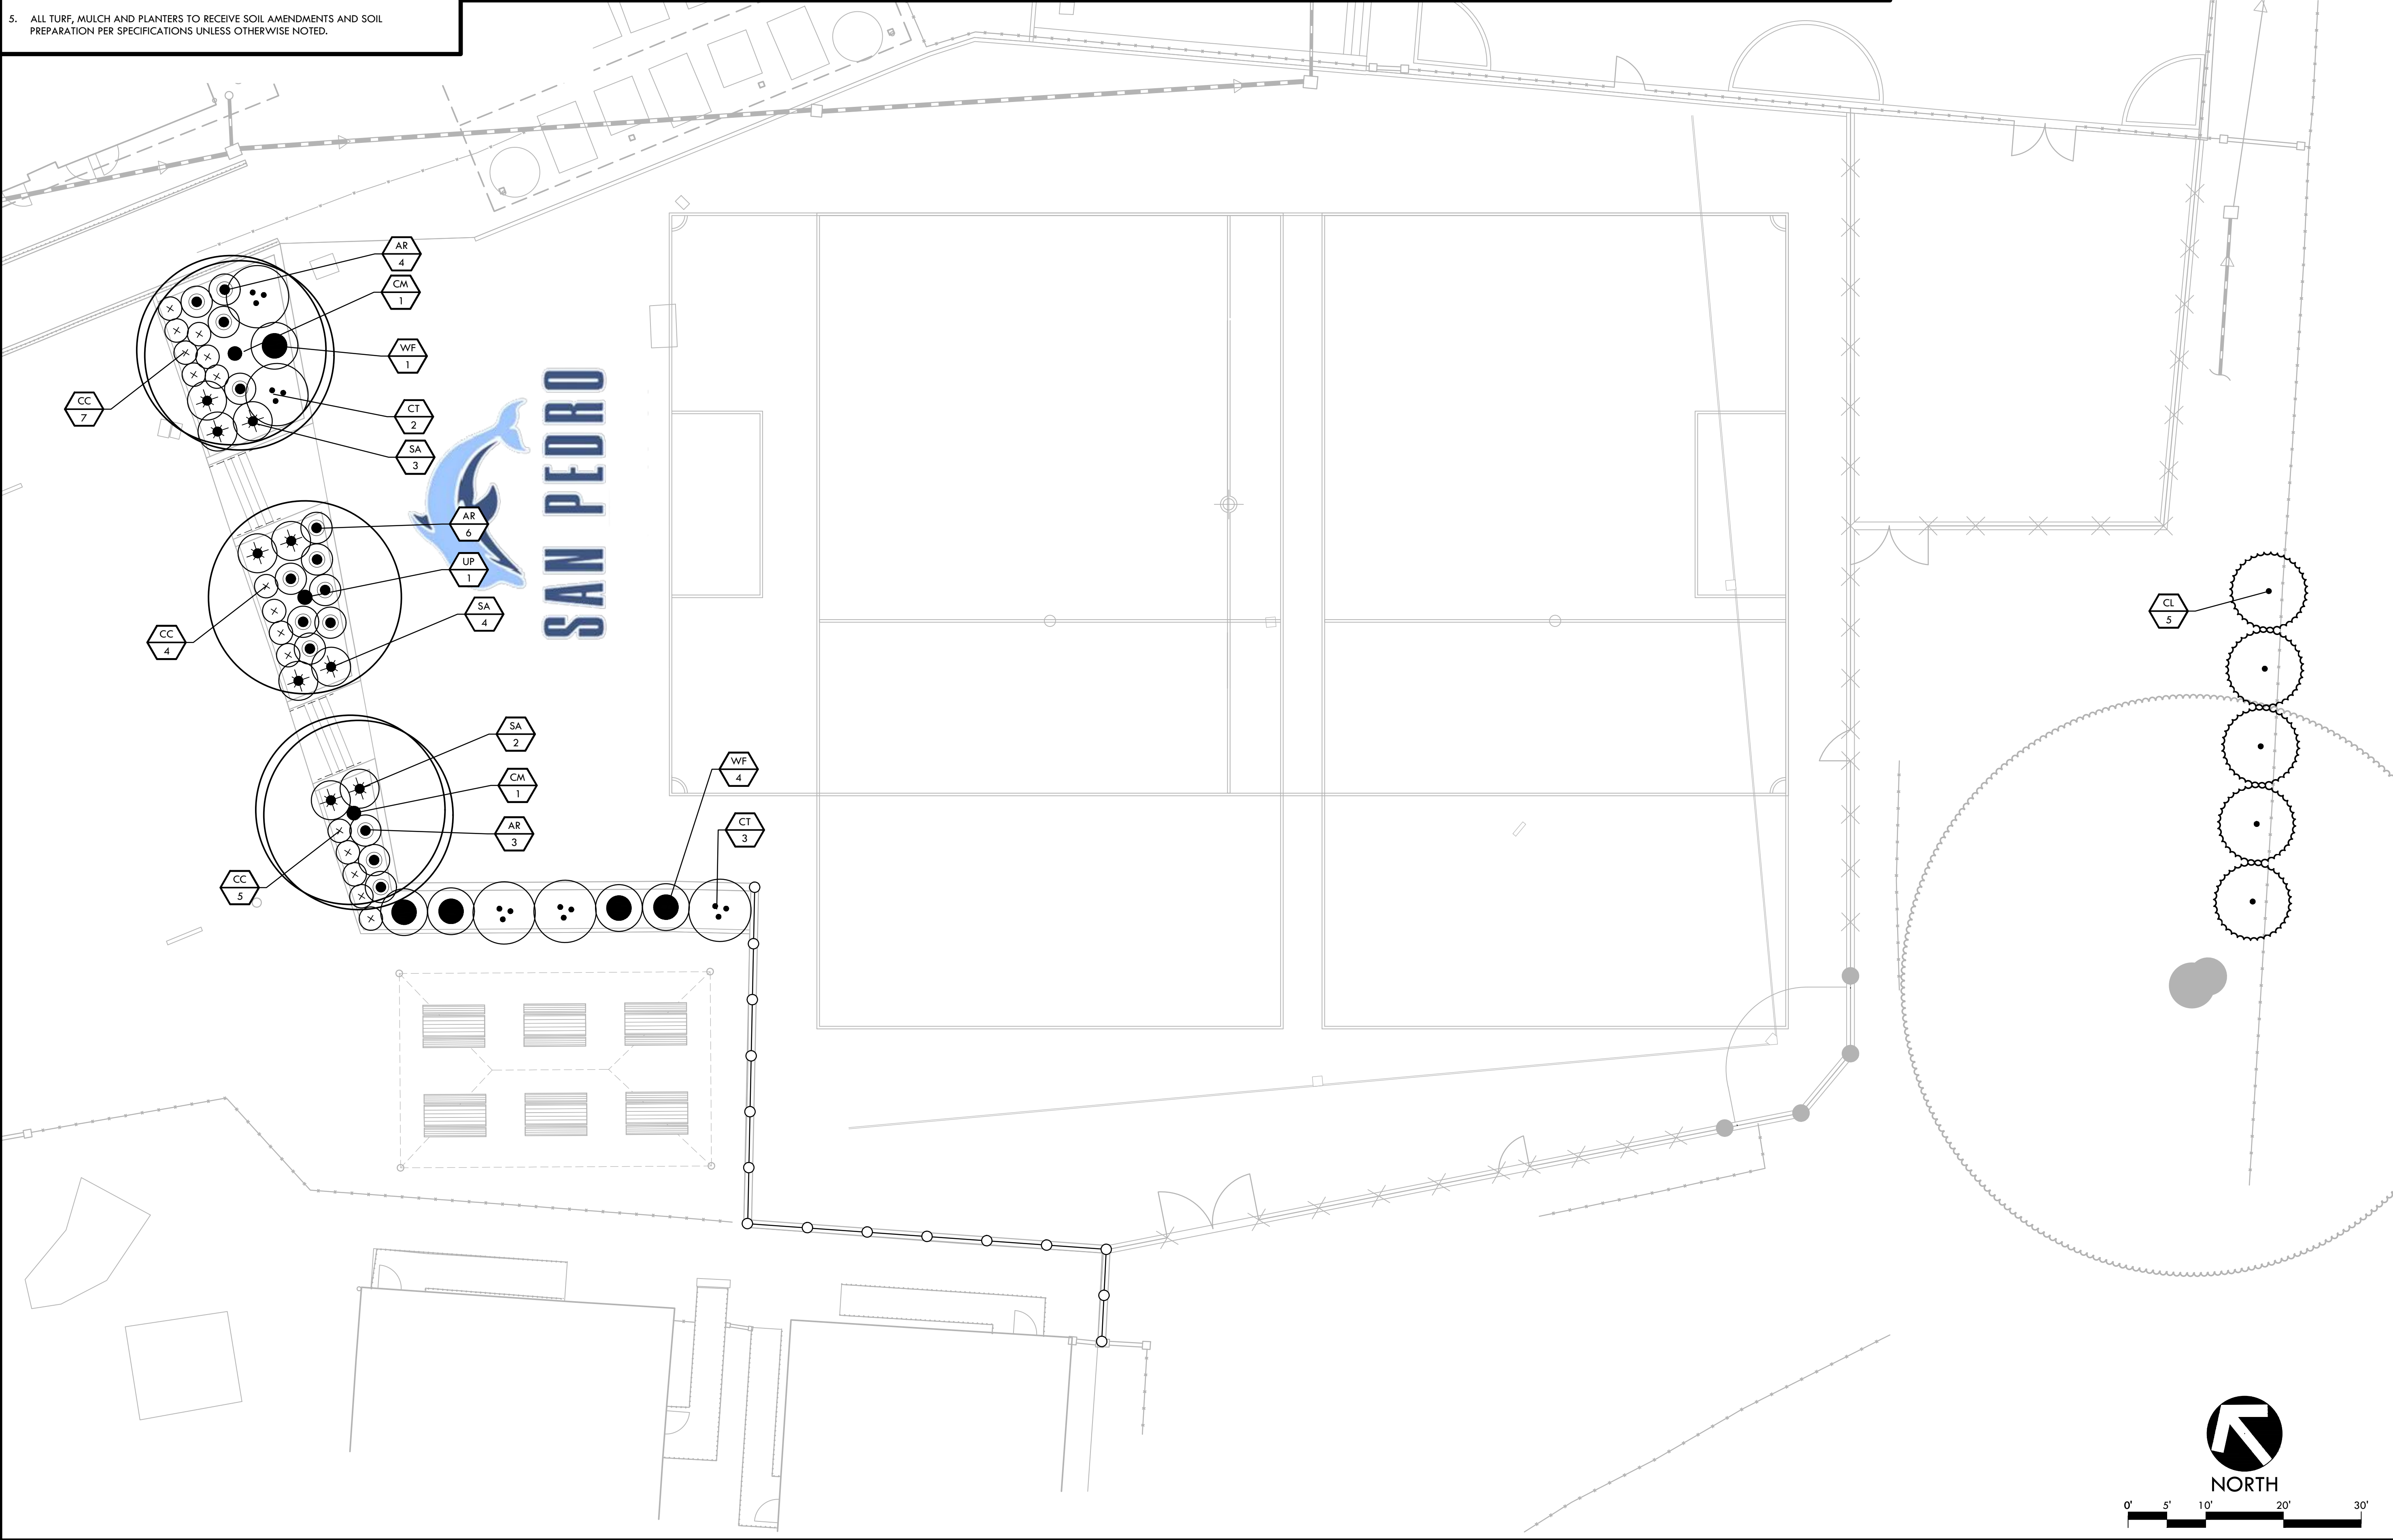 5. ALL TURF, MULCH AND PLANTERS TO RECEIVE SOIL AMENDMENTS AND SOIL
PREPARATION PER SPECIFICATIONS UNLESS OTHERWISE NOTED.
AR
4
CM
1
WF
1
CC
7
CT
2
SA
3
SAN PEDRO
AR
6
UP
1
SA
4
CC
4
CL
5
SA
2
CM
1
WF
4
AR
3
CT
3
CC
5
NORTH
0' 5' 10' 20' 30'